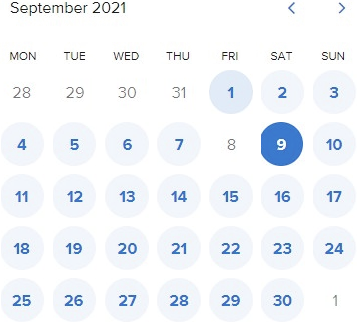 September 2021
MON TUE WED THU FRI SAT SUN
28 29 30 31 1 2 3
4 5 6 7 8 9 10
11 12 13 14 15 16 17
18 19 20 21 22 23 24
25 26 27 28 29 30 1